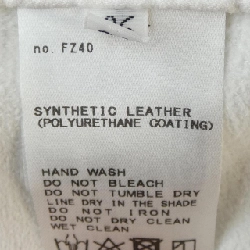 no. FZ40
SYNTHETIC LEATHER
(POLYURETHANE COATING)
HAND WASH
DO NOT BLEACH
DO NOT TUMBLE DRY
LINE DRY IN THE SHADE
DO NOT IRON
DO NOT DRY CLEAN
WET CLEAN